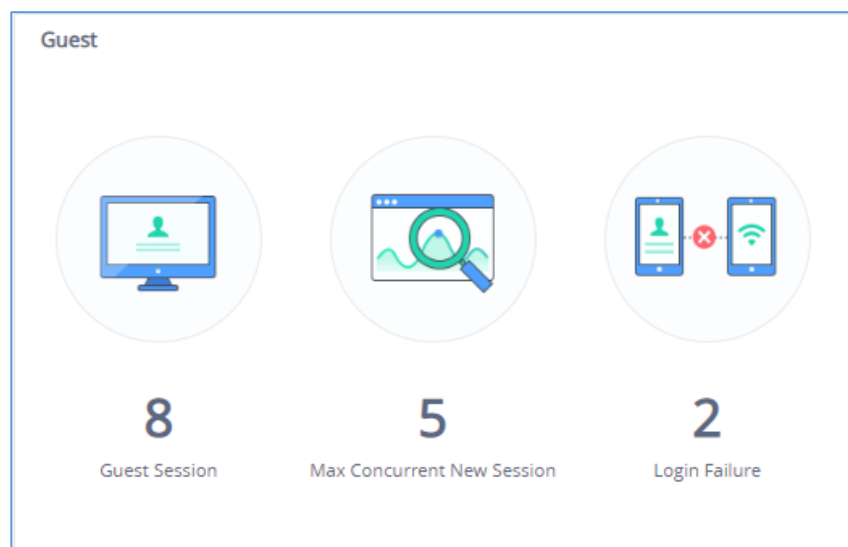 Guest
8
5
2
Guest Session
Max Concurrent New Session
Login Failure